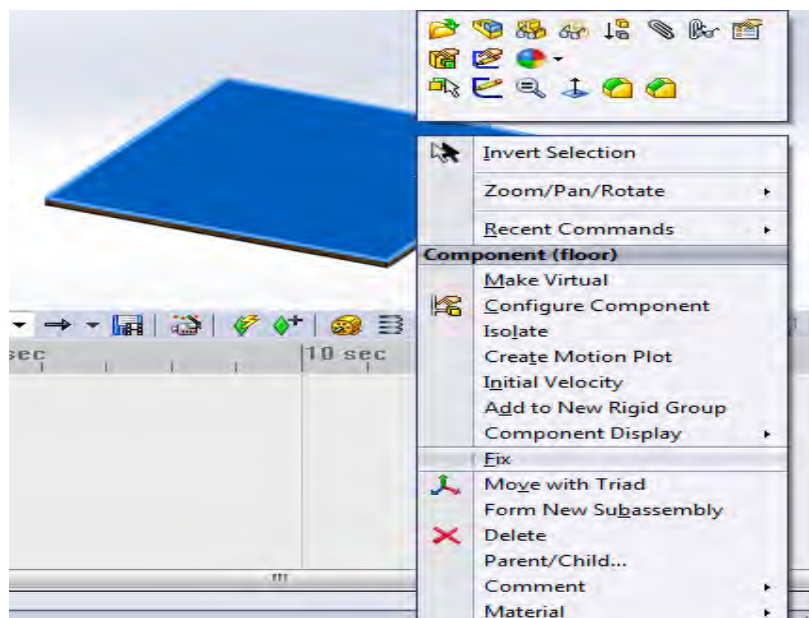 Invert Selection
Zoom/Pan/Rotate
Recent Commands
Component (floor)
Make Virtual
Configure Component
Isolate
Create Motion Plot
Initial Velocity
Add to New Rigid Group
Component Display
Fix
Move with Triad
Form New Subassembly
Delete
Parent/Child...
Comment
Material
sec
10 sec